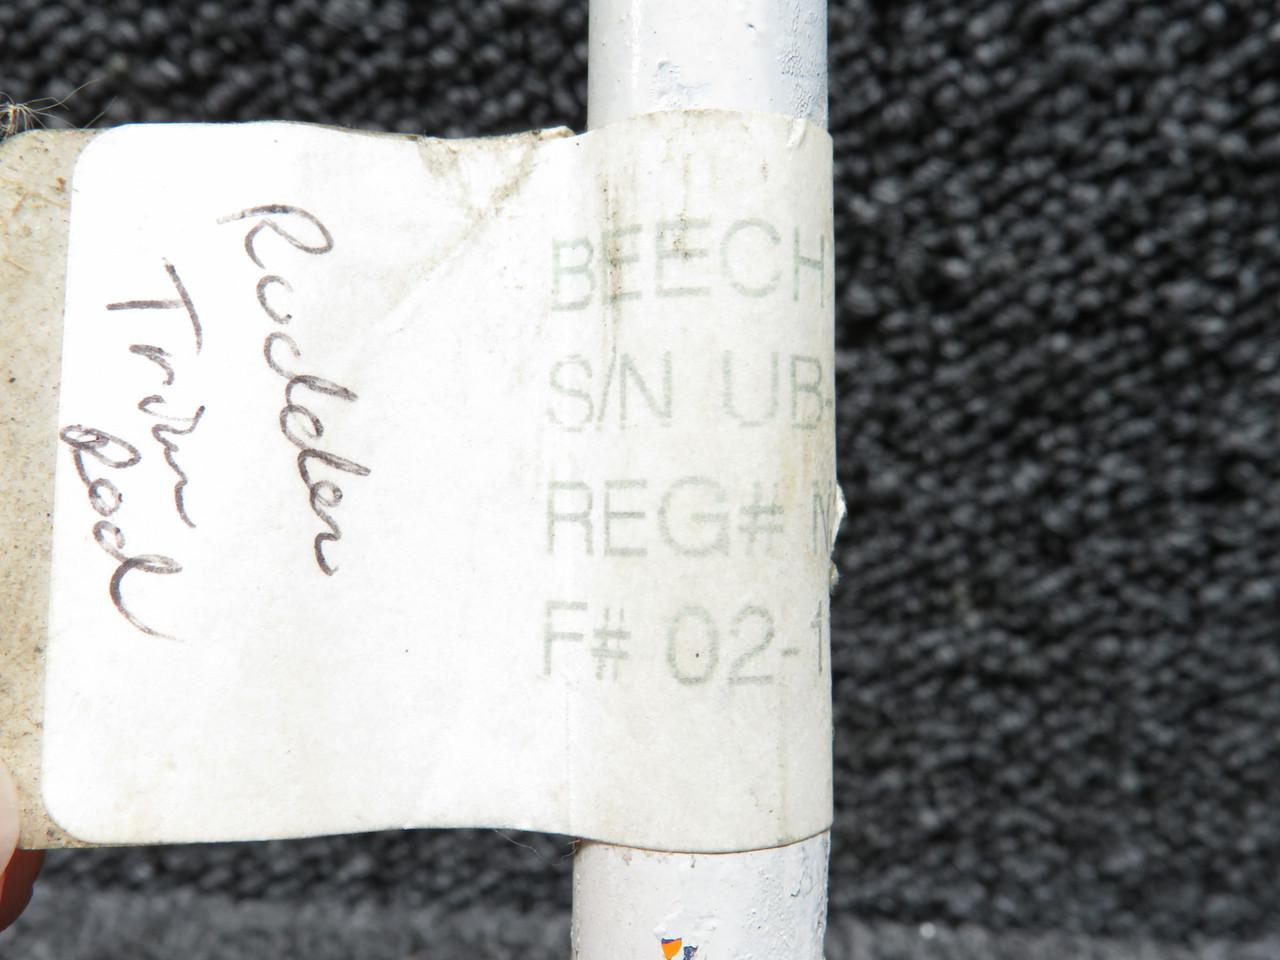 BEECH
S/N UB
REG#
F# 02-1
Rudder
Trim
Rod